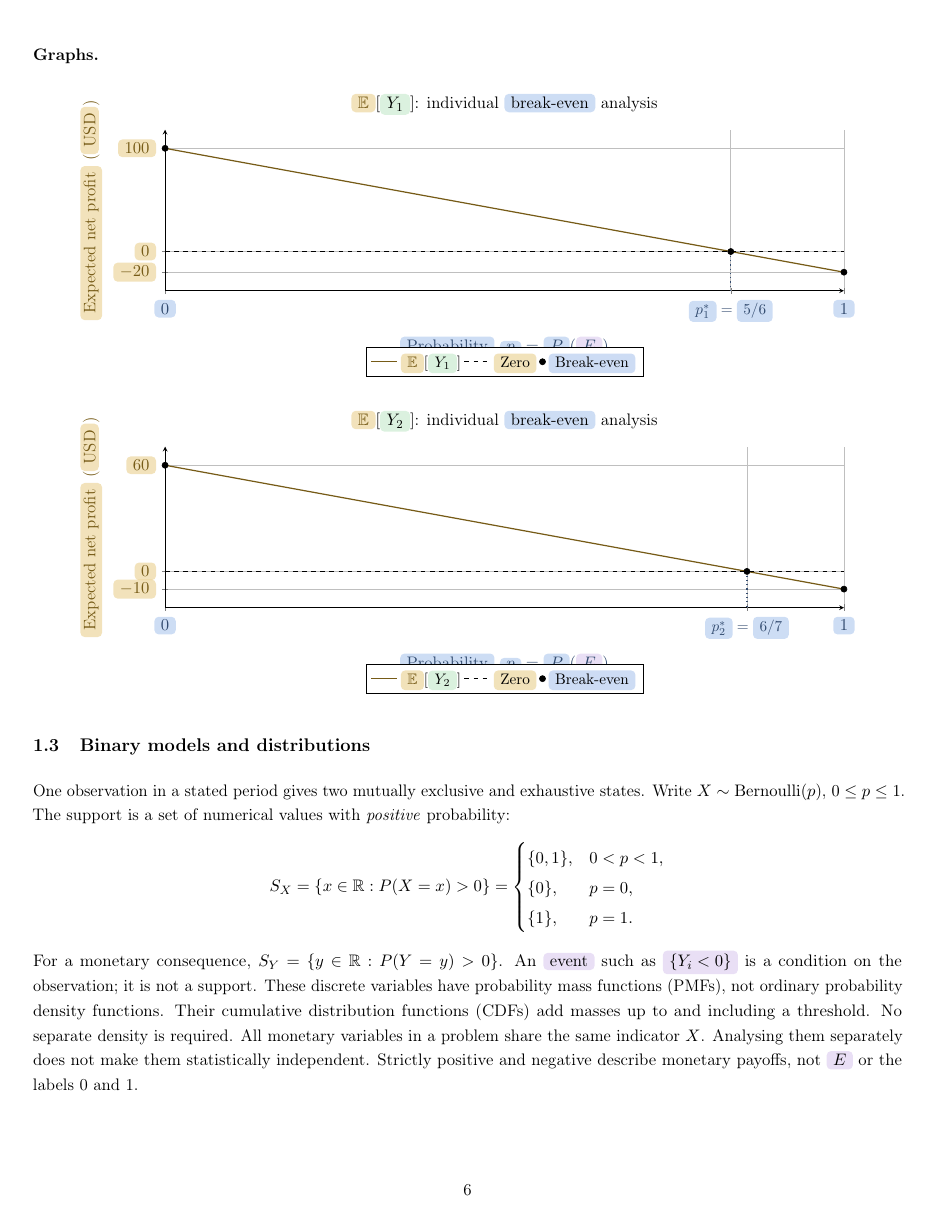 Graphs.
𝔼[Y₁]: individual break-even analysis
Expected net profit (USD)
100
0
−20
0
p₁* = 5/6
1
Probability p = P(E)
𝔼[Y₁] Zero Break-even
𝔼[Y₂]: individual break-even analysis
Expected net profit (USD)
60
0
−10
0
p₂* = 6/7
1
Probability p = P(E)
𝔼[Y₂] Zero Break-even
1.3 Binary models and distributions
One observation in a stated period gives two mutually exclusive and exhaustive states. Write X ∼ Bernoulli(p), 0 ≤ p ≤ 1.
The support is a set of numerical values with positive probability:
{0, 1}, 0 < p < 1,
S_X = {x ∈ ℝ : P(X = x) > 0} = { {0}, p = 0,
{1}, p = 1.
For a monetary consequence, S_Y = {y ∈ ℝ : P(Y = y) > 0}. An event such as {Y_i < 0} is a condition on the
observation; it is not a support. These discrete variables have probability mass functions (PMFs), not ordinary probability
density functions. Their cumulative distribution functions (CDFs) add masses up to and including a threshold. No
separate density is required. All monetary variables in a problem share the same indicator X. Analysing them separately
does not make them statistically independent. Strictly positive and negative describe monetary payoffs, not E or the
labels 0 and 1.
6